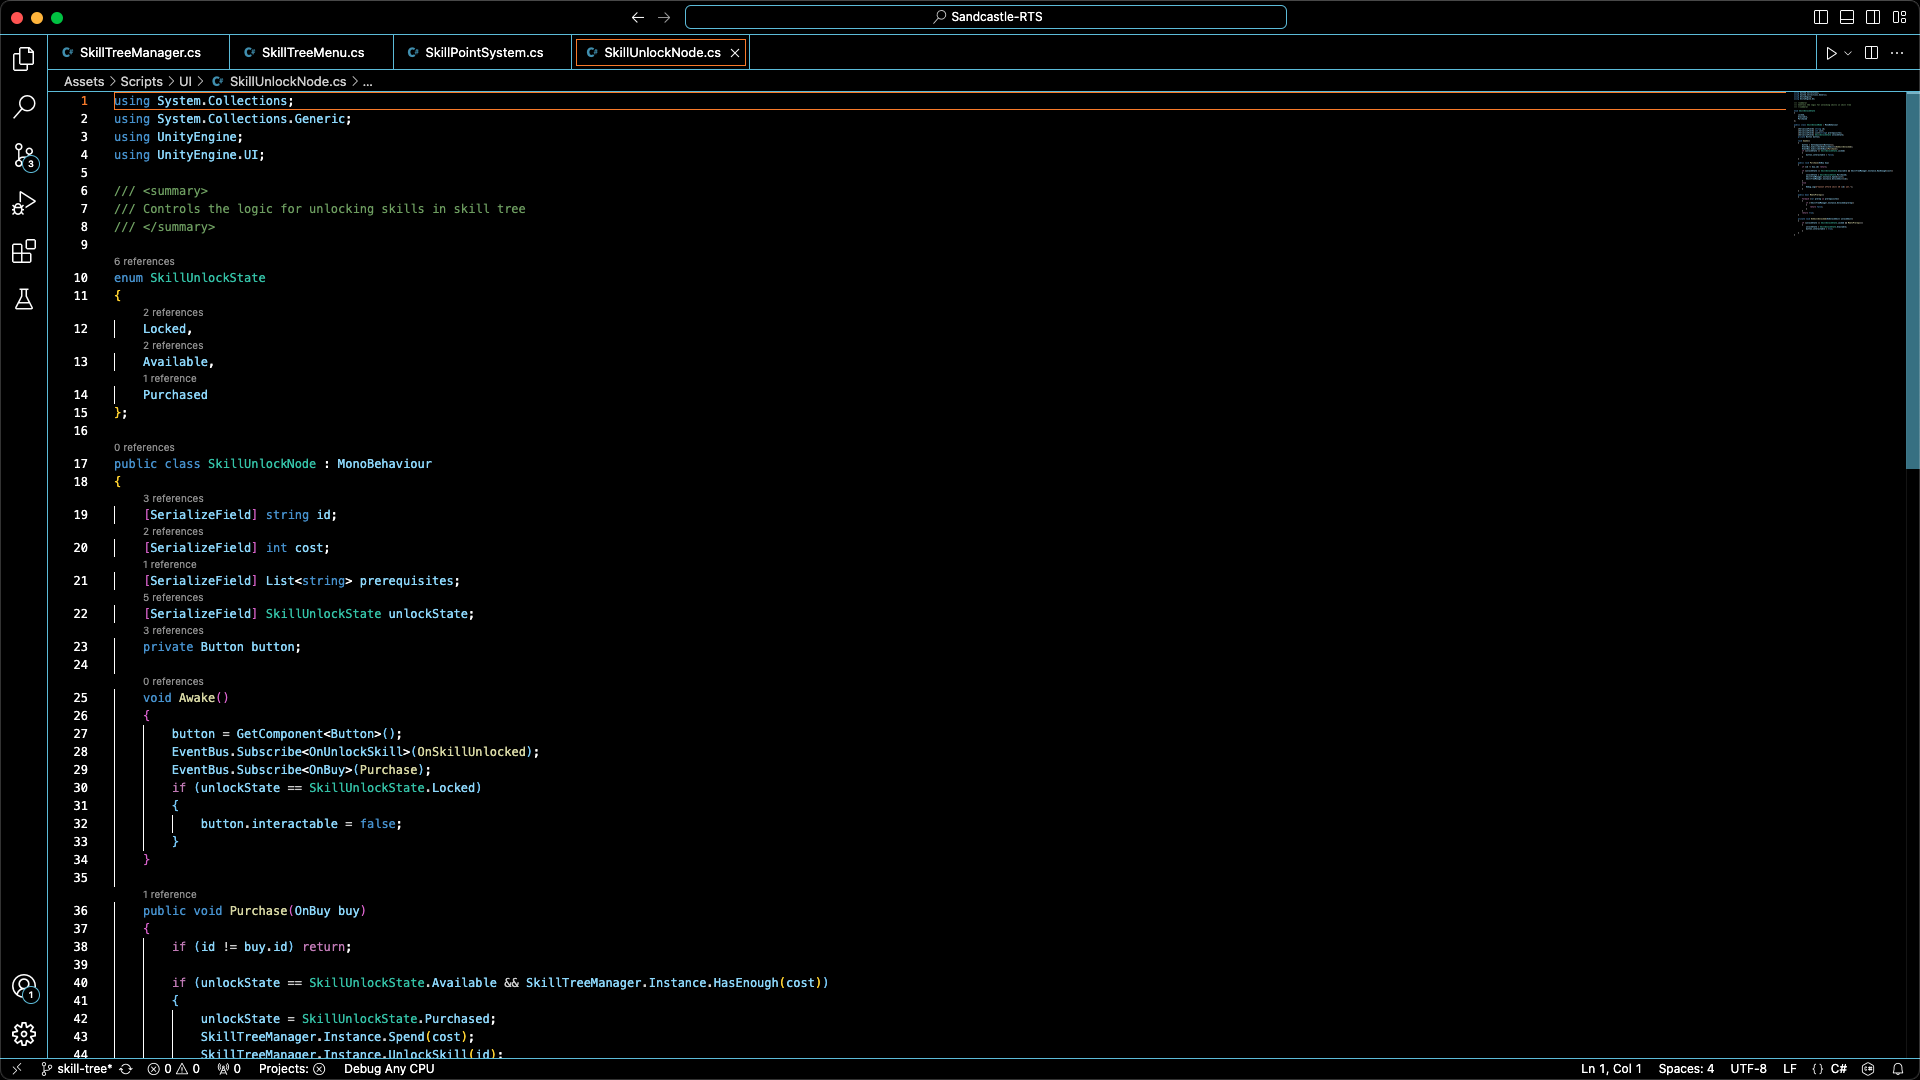 Sandcastle-RTS
SkillTreeManager.cs
SkillTreeMenu.cs
SkillPointSystem.cs
SkillUnlockNode.cs
Assets > Scripts > UI > SkillUnlockNode.cs > ...
1 using System.Collections;
2 using System.Collections.Generic;
3 using UnityEngine;
4 using UnityEngine.UI;
5
6 /// <summary>
7 /// Controls the logic for unlocking skills in skill tree
8 /// </summary>
9
6 references
10 enum SkillUnlockState
11 {
2 references
12 Locked,
2 references
13 Available,
1 reference
14 Purchased
15 };
16
0 references
17 public class SkillUnlockNode : MonoBehaviour
18 {
3 references
19 [SerializeField] string id;
2 references
20 [SerializeField] int cost;
1 reference
21 [SerializeField] List<string> prerequisites;
5 references
22 [SerializeField] SkillUnlockState unlockState;
3 references
23 private Button button;
24
0 references
25 void Awake()
26 {
27 button = GetComponent<Button>();
28 EventBus.Subscribe<OnUnlockSkill>(OnSkillUnlocked);
29 EventBus.Subscribe<OnBuy>(Purchase);
30 if (unlockState == SkillUnlockState.Locked)
31 {
32 button.interactable = false;
33 }
34 }
35
1 reference
36 public void Purchase(OnBuy buy)
37 {
38 if (id != buy.id) return;
39
40 if (unlockState == SkillUnlockState.Available && SkillTreeManager.Instance.HasEnough(cost))
41 {
42 unlockState = SkillUnlockState.Purchased;
43 SkillTreeManager.Instance.Spend(cost);
44 SkillTreeManager.Instance.UnlockSkill(id);
3
1
skill-tree* 0 0 0 Projects: Debug Any CPU
Ln 1, Col 1 Spaces: 4 UTF-8 LF {} C#